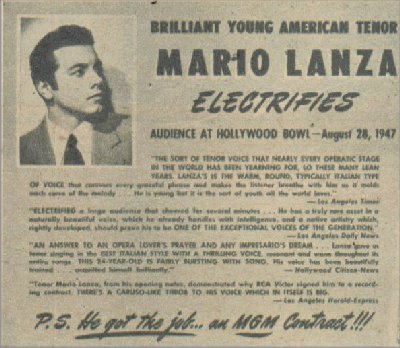 BRILLIANT YOUNG AMERICAN TENOR
MARIO LANZA
ELECTRIFIES
AUDIENCE AT HOLLYWOOD BOWL—August 28, 1947
"THE SORT OF TENOR VOICE THAT NEARLY EVERY OPERATIC STAGE
IN THE WORLD HAS BEEN YEARNING FOR, LO THESE MANY LEAN
YEARS. LANZA'S IS THE WARM, ROUND, TYPICALLY ITALIAN TYPE
OF VOICE that caresses every graceful phrase and makes the listener breathe with him as it molds
each curve of the melody . . . He is young but it is the sort of youth all the world loves."
— Los Angeles Times
"ELECTRIFIED a large audience that cheered for several minutes . . . He has a truly rare asset in a
naturally beautiful voice, which he already handles with intelligence, and a native artistry which,
rightly developed, should prove his to be ONE OF THE EXCEPTIONAL VOICES OF THE GENERATION."
— Los Angeles Daily News
"AN ANSWER TO AN OPERA LOVER'S PRAYER AND ANY IMPRESARIO'S DREAM . . . Lanza gave us
tenor singing in the BEST ITALIAN STYLE WITH A THRILLING VOICE, resonant and warm throughout its
entire range. THIS 24-YEAR-OLD IS FAIRLY BURSTING WITH SONG. His voice has been beautifully
trained . . . acquitted himself brilliantly." — Hollywood Citizen-News
"Tenor Mario Lanza, from his opening notes, demonstrated why RCA Victor signed him to a record-
ing contract. THERE'S A CARUSO-LIKE THROB TO HIS VOICE WHICH IN ITSELF IS BIG.
— Los Angeles Herald-Express
P.S. He got the job... an MGM Contract!!!